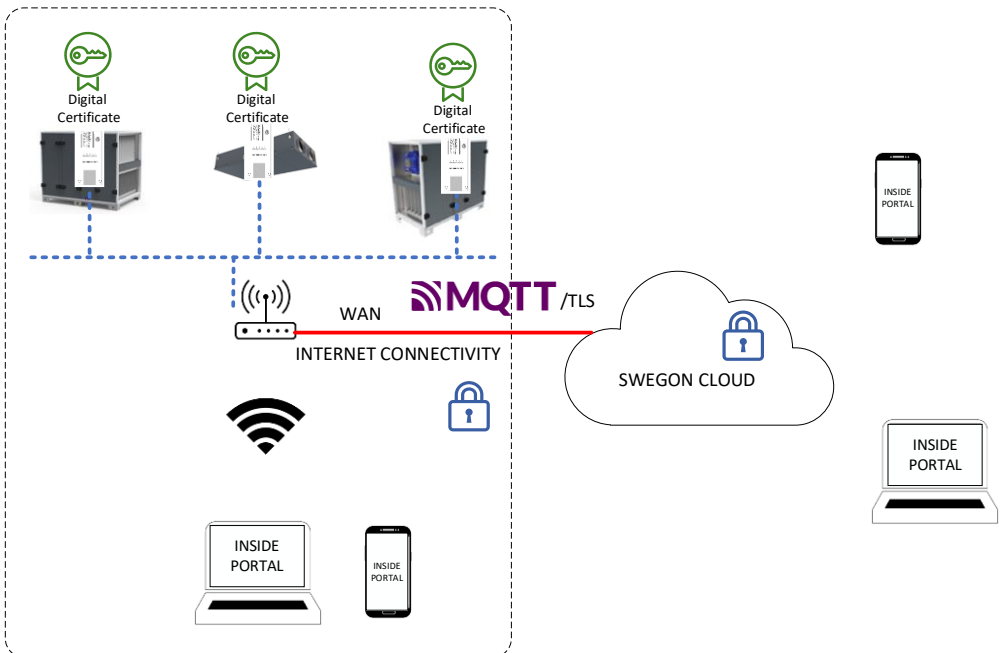 Digital
Certificate
Digital
Certificate
Digital
Certificate
INSIDE
PORTAL
WAN
MQTT /TLS
INTERNET CONNECTIVITY
SWEGON CLOUD
INSIDE
PORTAL
INSIDE
PORTAL
INSIDE
PORTAL